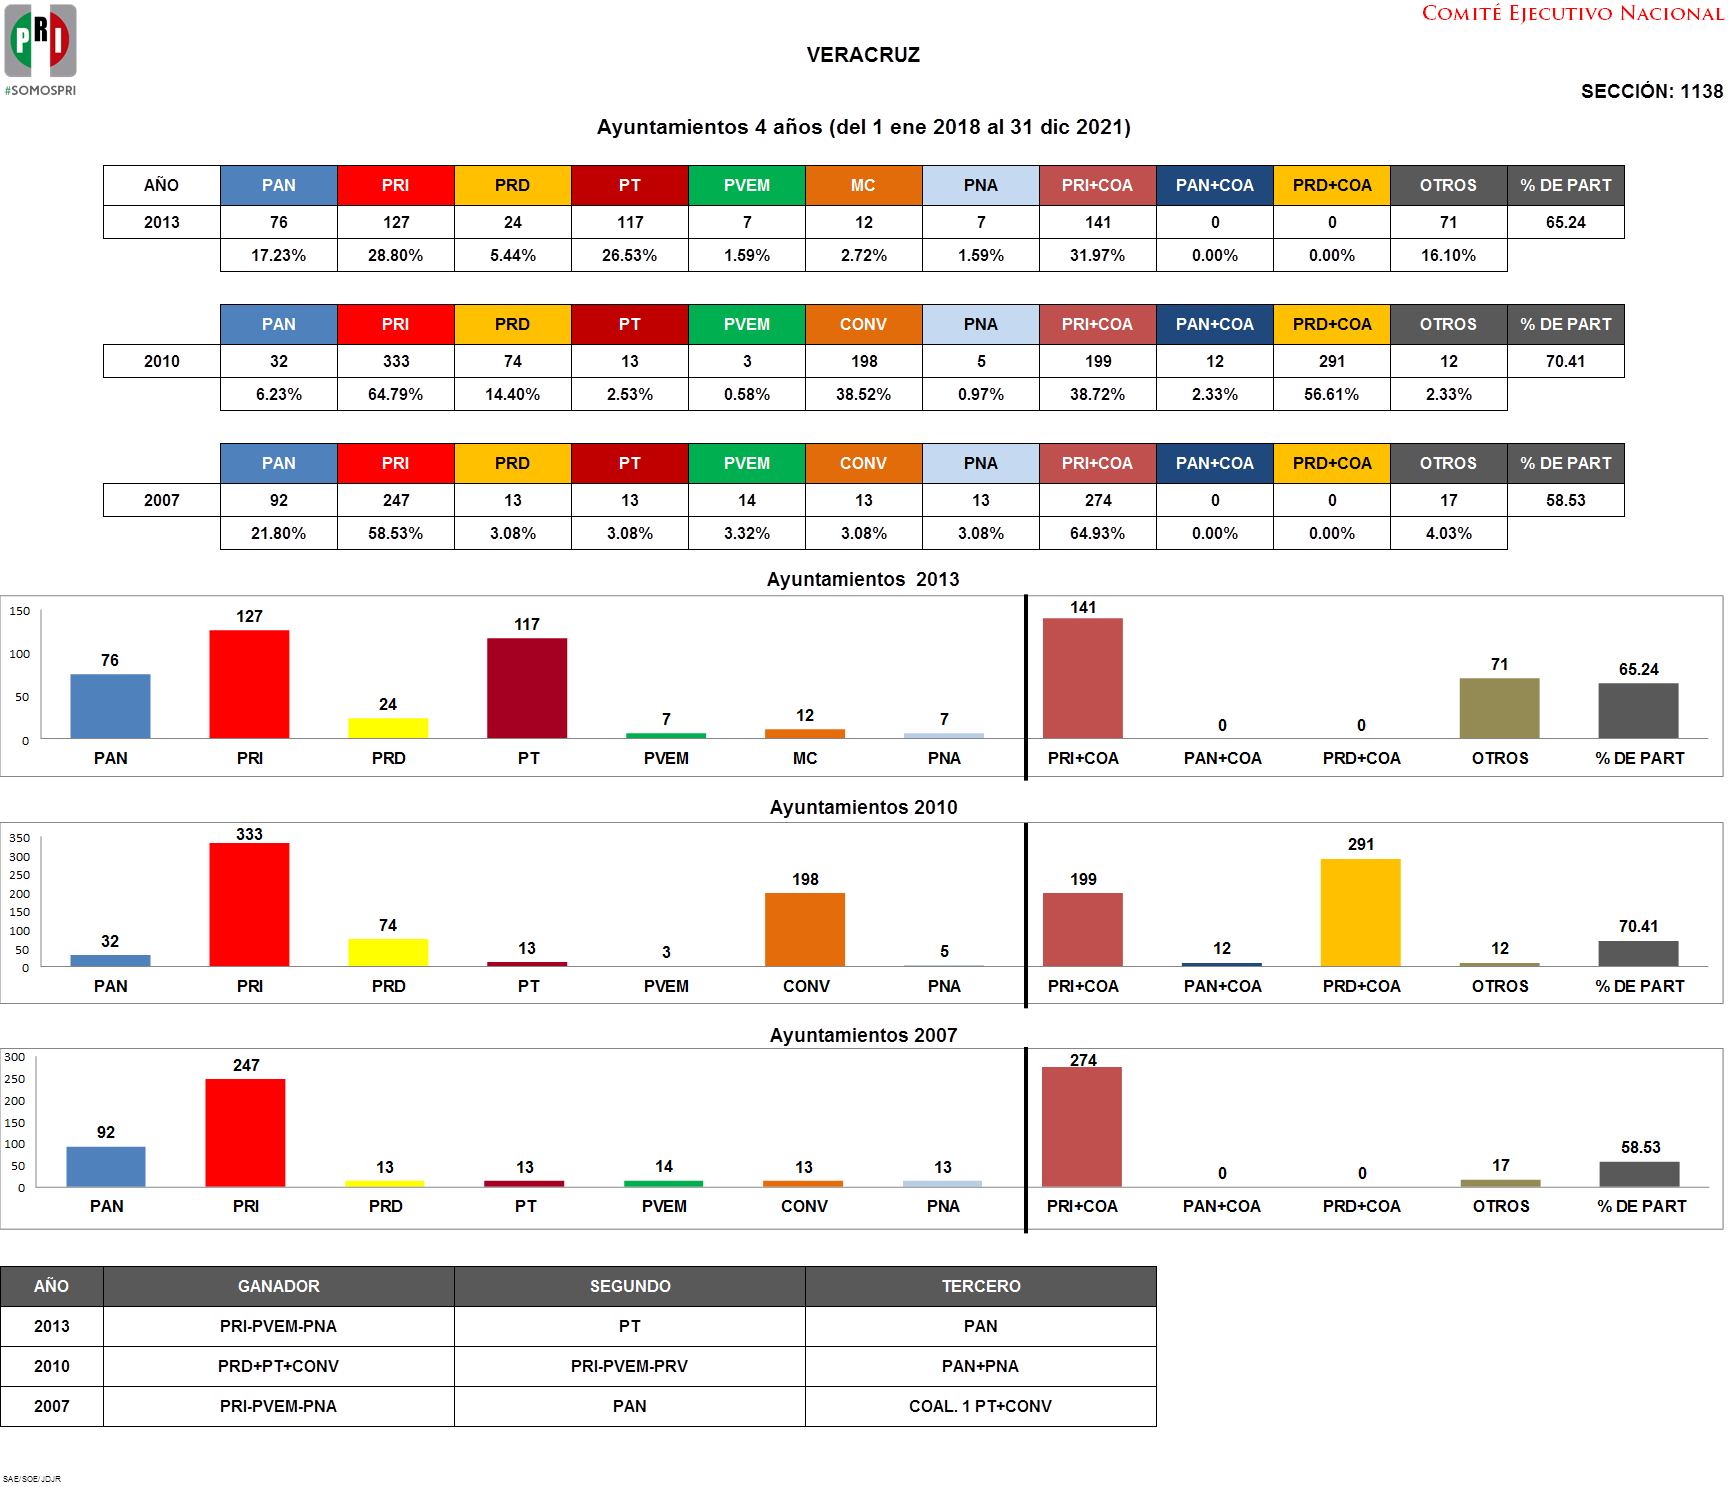 PRI
#SOMOSPRI
COMITÉ EJECUTIVO NACIONAL
VERACRUZ
SECCIÓN: 1138
Ayuntamientos 4 años (del 1 ene 2018 al 31 dic 2021)
AÑO PAN PRI PRD PT PVEM MC PNA PRI+COA PAN+COA PRD+COA OTROS % DE PART
2013 76 127 24 117 7 12 7 141 0 0 71 65.24
17.23% 28.80% 5.44% 26.53% 1.59% 2.72% 1.59% 31.97% 0.00% 0.00% 16.10%
PAN PRI PRD PT PVEM CONV PNA PRI+COA PAN+COA PRD+COA OTROS % DE PART
2010 32 333 74 13 3 198 5 199 12 291 12 70.41
6.23% 64.79% 14.40% 2.53% 0.58% 38.52% 0.97% 38.72% 2.33% 56.61% 2.33%
PAN PRI PRD PT PVEM CONV PNA PRI+COA PAN+COA PRD+COA OTROS % DE PART
2007 92 247 13 13 14 13 13 274 0 0 17 58.53
21.80% 58.53% 3.08% 3.08% 3.32% 3.08% 3.08% 64.93% 0.00% 0.00% 4.03%
Ayuntamientos 2013
150
100
50
0
76 127 24 117 7 12 7 141 0 0 71 65.24
PAN PRI PRD PT PVEM MC PNA PRI+COA PAN+COA PRD+COA OTROS % DE PART
Ayuntamientos 2010
350
300
250
200
150
100
50
0
32 333 74 13 3 198 5 199 12 291 12 70.41
PAN PRI PRD PT PVEM CONV PNA PRI+COA PAN+COA PRD+COA OTROS % DE PART
Ayuntamientos 2007
300
250
200
150
100
50
0
92 247 13 13 14 13 13 274 0 0 17 58.53
PAN PRI PRD PT PVEM CONV PNA PRI+COA PAN+COA PRD+COA OTROS % DE PART
AÑO GANADOR SEGUNDO TERCERO
2013 PRI-PVEM-PNA PT PAN
2010 PRD+PT+CONV PRI-PVEM-PRV PAN+PNA
2007 PRI-PVEM-PNA PAN COAL. 1 PT+CONV
SAE/SOE/JDJR